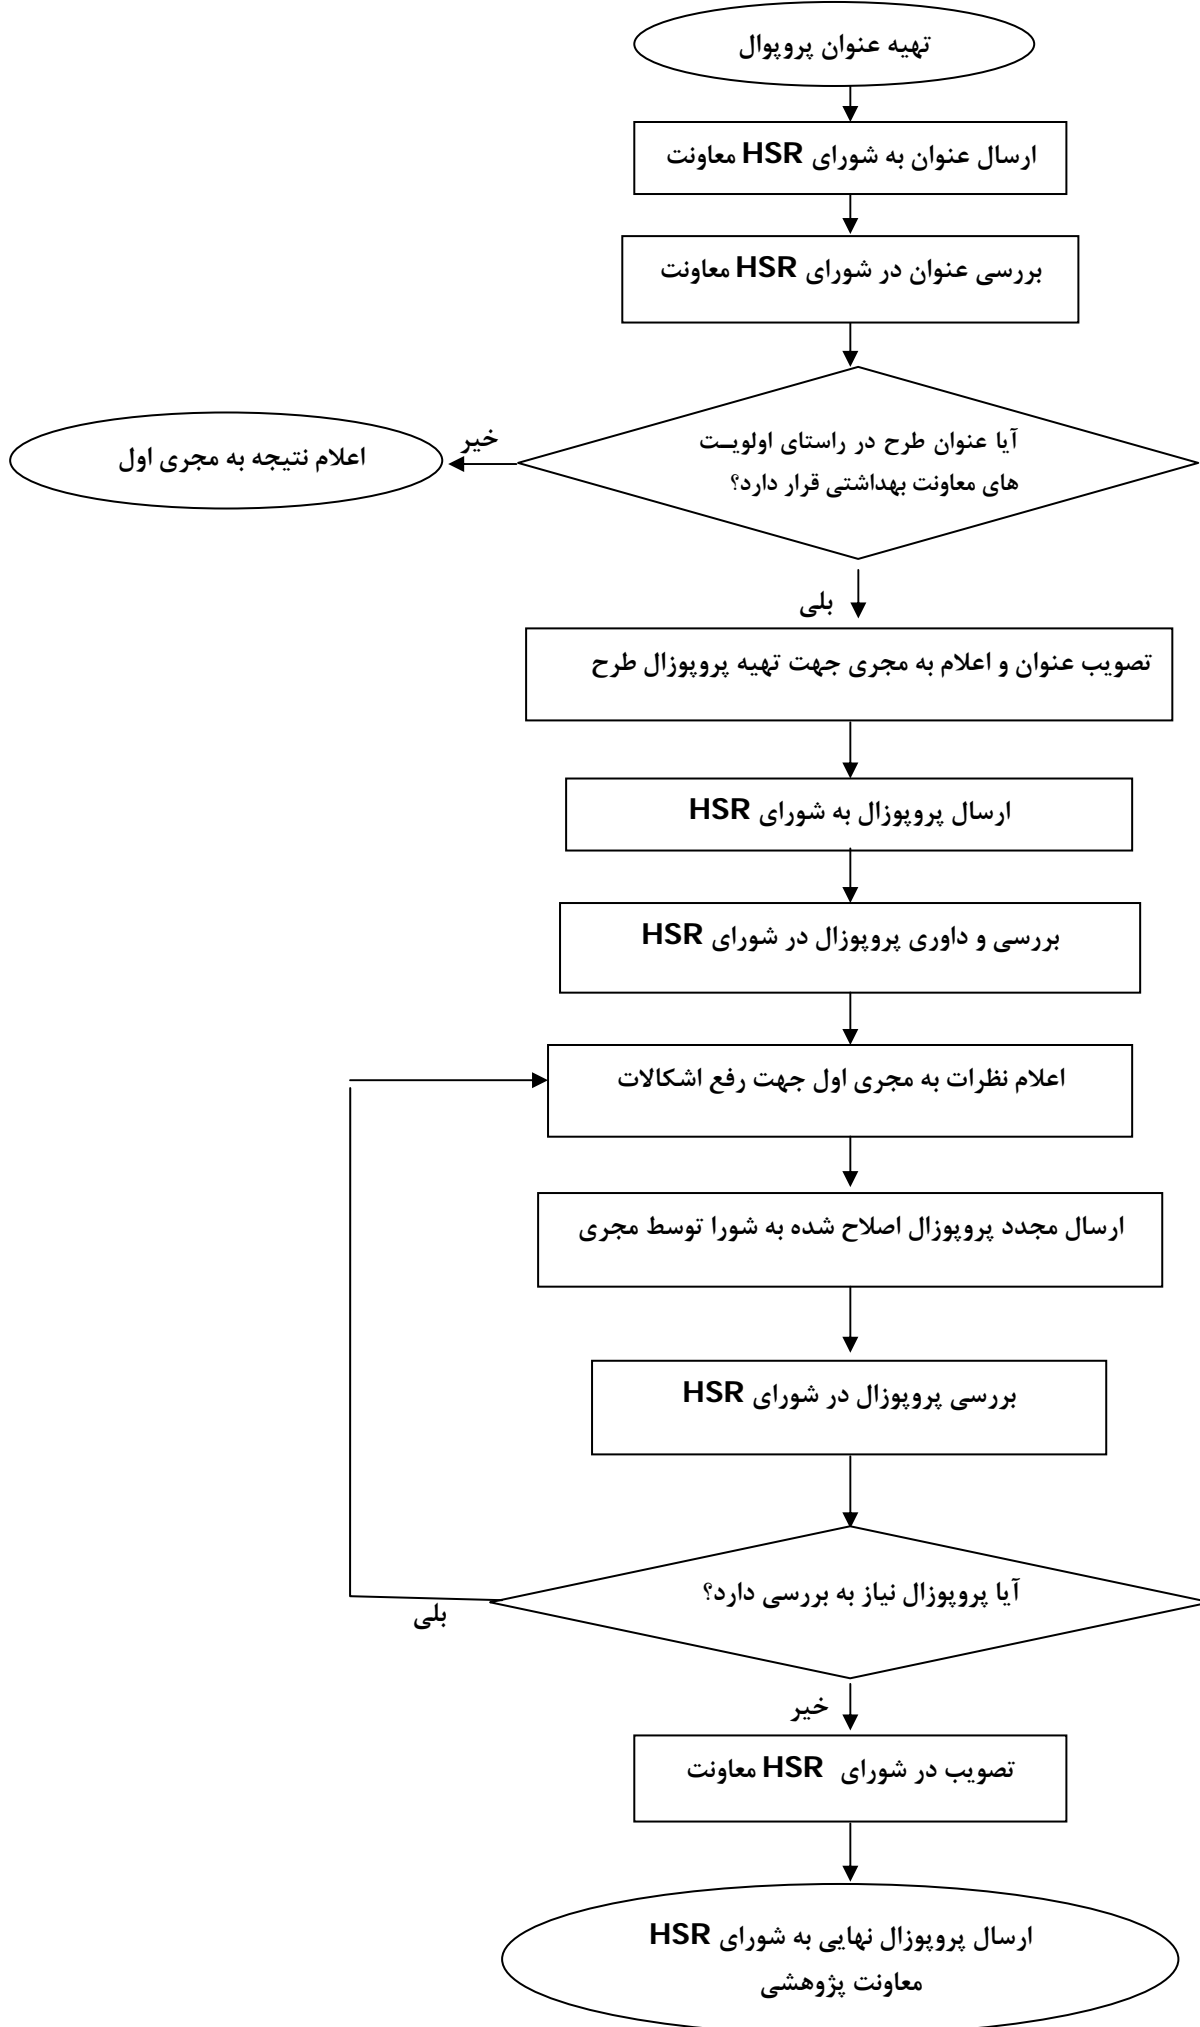 تهیه عنوان پروپوال
ارسال عنوان به شورای HSR معاونت
بررسی عنوان در شورای HSR معاونت
آیا عنوان طرح در راستای اولویـت
های معاونت بهداشتی قرار دارد؟
خیر
اعلام نتیجه به مجری اول
بلی
تصویب عنوان و اعلام به مجری جهت تهیه پروپوزال طرح
ارسال پروپوزال به شورای HSR
بررسی و داوری پروپوزال در شورای HSR
اعلام نظرات به مجری اول جهت رفع اشکالات
ارسال مجدد پروپوزال اصلاح شده به شورا توسط مجری
بررسی پروپوزال در شورای HSR
آیا پروپوزال نیاز به بررسی دارد؟
بلی
خیر
تصویب در شورای HSR معاونت
ارسال پروپوزال نهایی به شورای HSR
معاونت پژوهشی